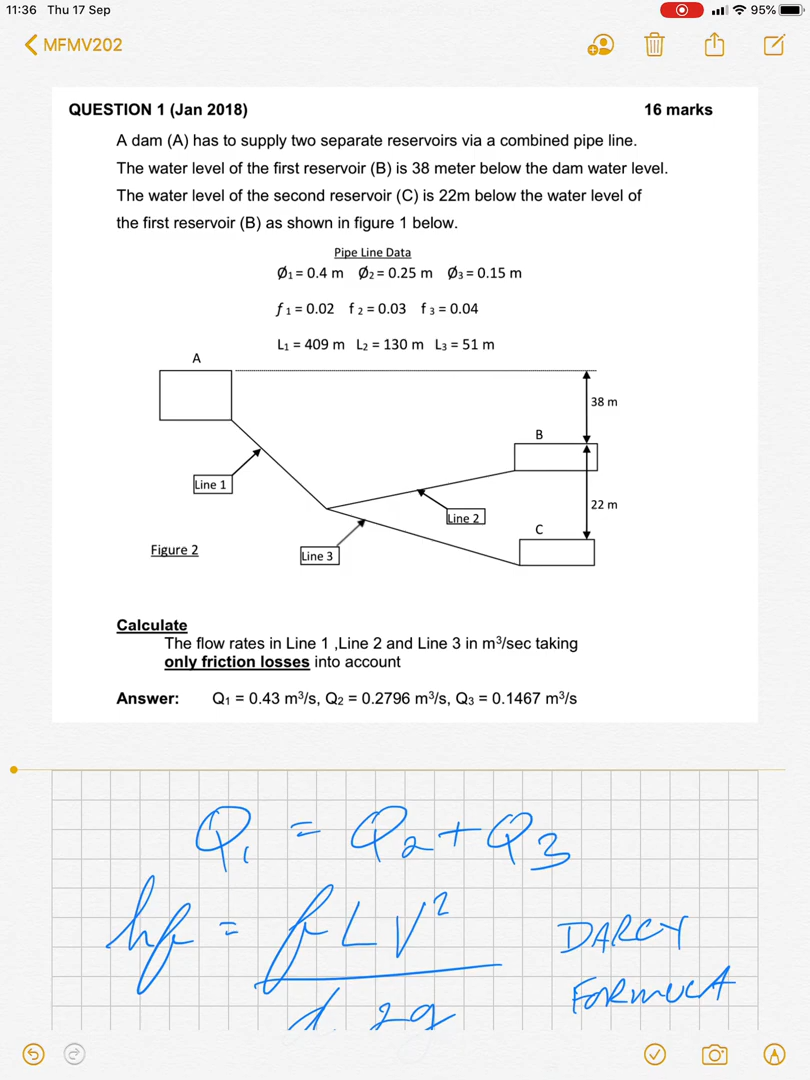 11:36 Thu 17 Sep 95%
MFMV202
QUESTION 1 (Jan 2018) 16 marks
A dam (A) has to supply two separate reservoirs via a combined pipe line.
The water level of the first reservoir (B) is 38 meter below the dam water level.
The water level of the second reservoir (C) is 22m below the water level of
the first reservoir (B) as shown in figure 1 below.
Pipe Line Data
Ø₁ = 0.4 m Ø₂ = 0.25 m Ø₃ = 0.15 m
f ₁ = 0.02 f ₂ = 0.03 f ₃ = 0.04
L₁ = 409 m L₂ = 130 m L₃ = 51 m
A
38 m
B
Line 1
22 m
Line 2
C
Figure 2
Line 3
Calculate
The flow rates in Line 1 ,Line 2 and Line 3 in m³/sec taking
only friction losses into account
Answer: Q₁ = 0.43 m³/s, Q₂ = 0.2796 m³/s, Q₃ = 0.1467 m³/s
Q₁ = Q₂ + Q₃
hf = f L V² DARCY
d 2g FORMULA